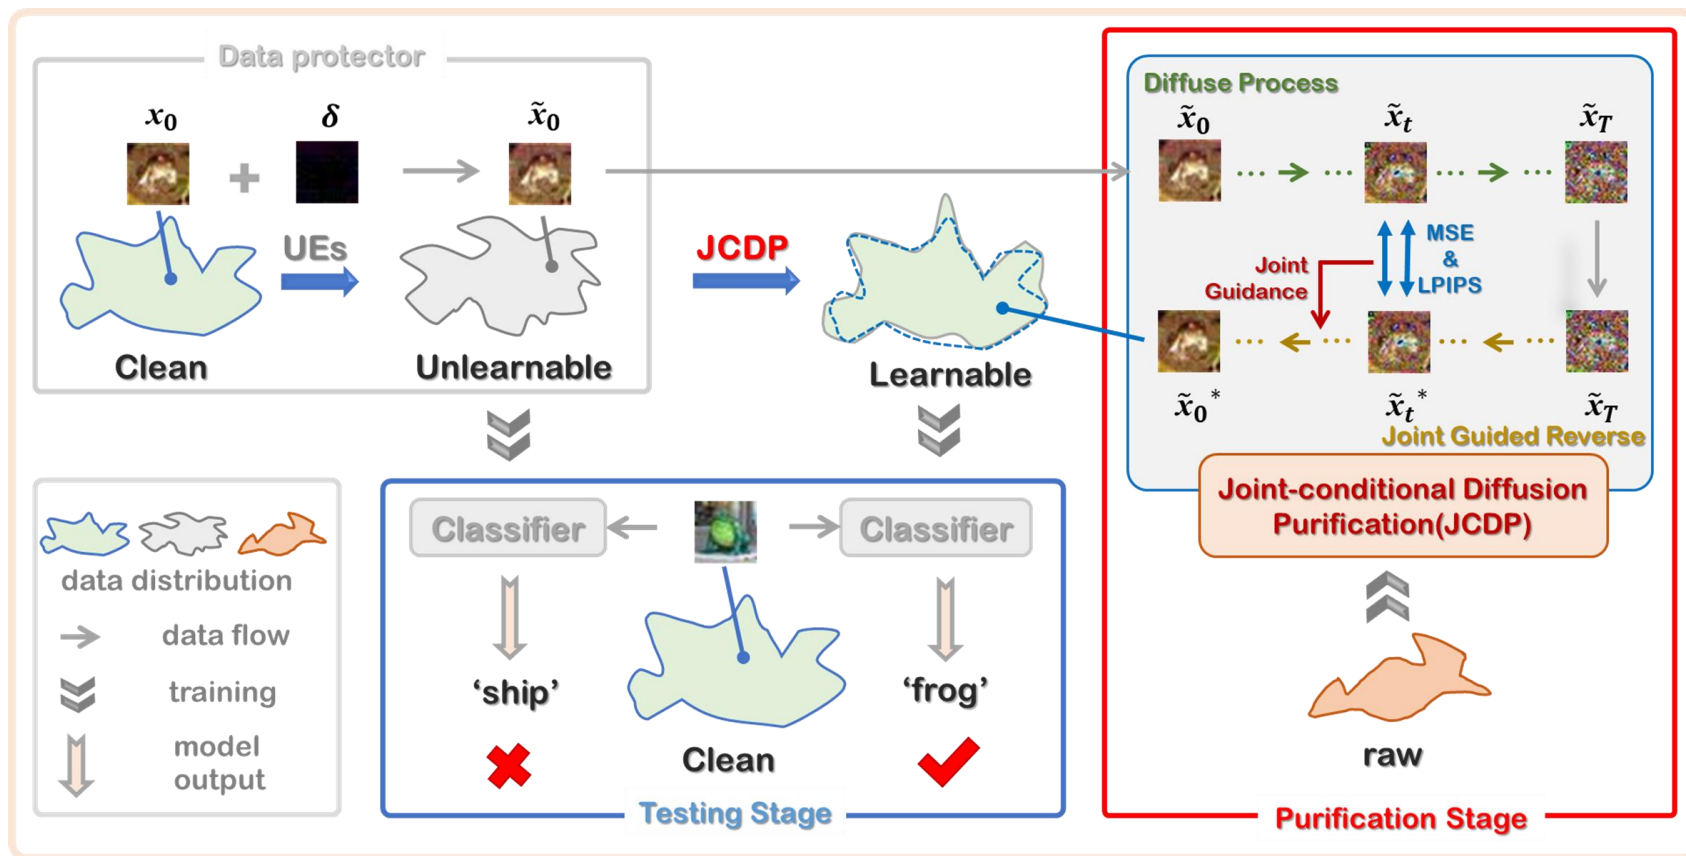 Data protector
x₀
δ
x̃₀
+
UEs
Clean
Unlearnable
JCDP
Learnable
Diffuse Process
x̃₀
x̃ₜ
x̃_T
MSE
&
LPIPS
Joint
Guidance
x̃₀*
x̃ₜ*
x̃_T
Joint Guided Reverse
Joint-conditional Diffusion
Purification(JCDP)
raw
Purification Stage
data distribution
data flow
training
model
output
Classifier
Classifier
‘ship’
‘frog’
Clean
Testing Stage